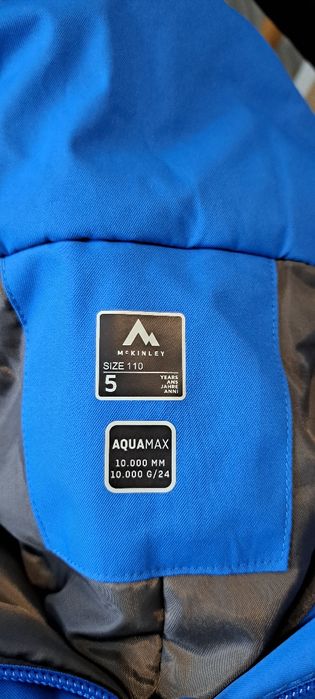 McKINLEY
SIZE 110
5
YEARS
ANS
JAHRE
ANNI
AQUAMAX
10.000 MM
10.000 G/24